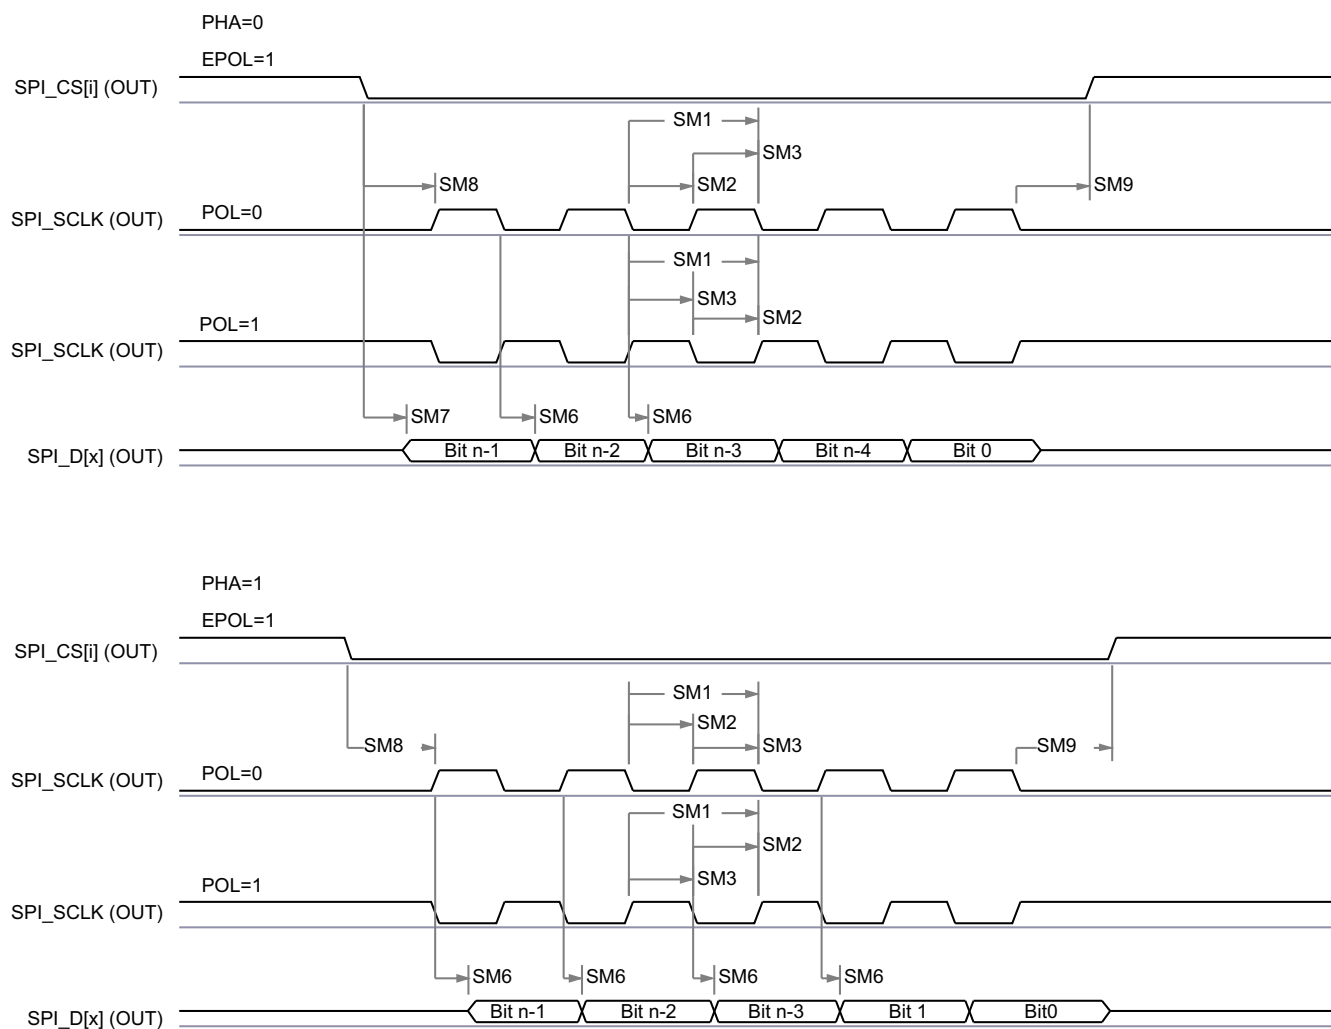 PHA=0
EPOL=1
SPI_CS[i] (OUT)
SM1
SM3
SM8
SM2
SM9
SPI_SCLK (OUT)
POL=0
SM1
SM3
SM2
POL=1
SPI_SCLK (OUT)
SM7
SM6
SM6
SPI_D[x] (OUT)
Bit n-1
Bit n-2
Bit n-3
Bit n-4
Bit 0
PHA=1
EPOL=1
SPI_CS[i] (OUT)
SM1
SM2
SM8
SM3
SM9
SPI_SCLK (OUT)
POL=0
SM1
SM2
SM3
POL=1
SPI_SCLK (OUT)
SM6
SM6
SM6
SM6
SPI_D[x] (OUT)
Bit n-1
Bit n-2
Bit n-3
Bit 1
Bit0